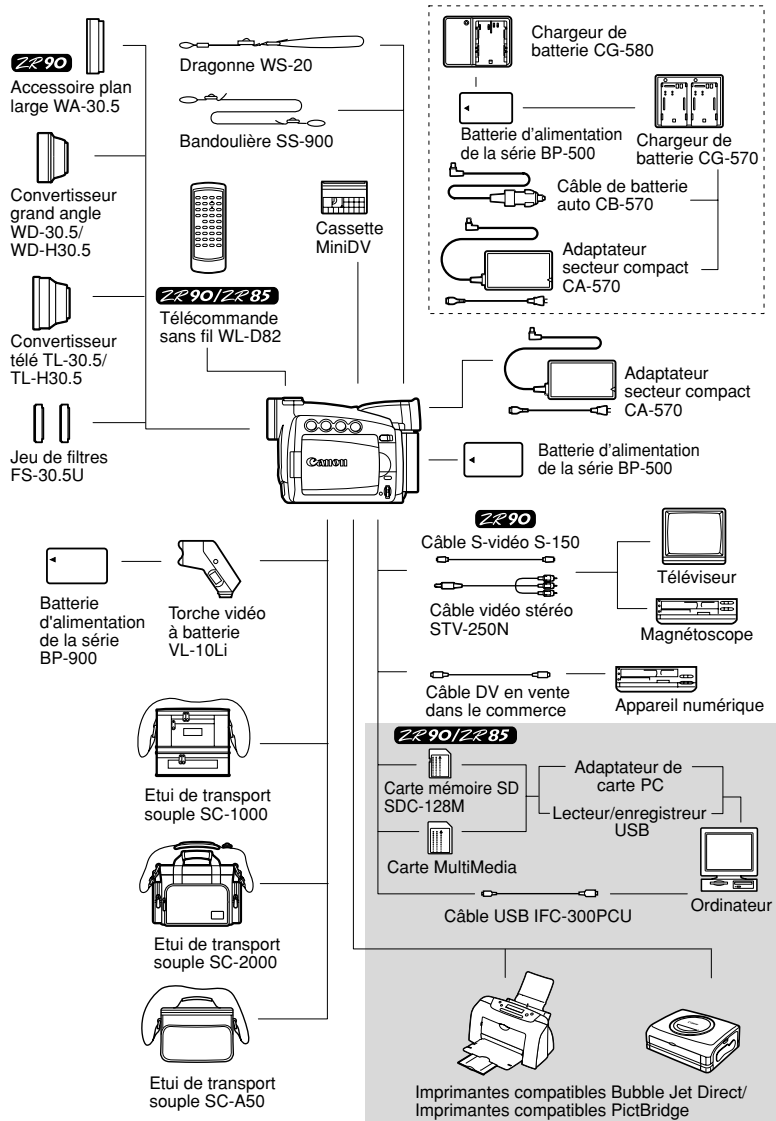 ZR90
Accessoire plan
large WA-30.5
Convertisseur
grand angle
WD-30.5/
WD-H30.5
Convertisseur
télé TL-30.5/
TL-H30.5
Jeu de filtres
FS-30.5U
Dragonne WS-20
Bandoulière SS-900
ZR90/ZR85
Télécommande
sans fil WL-D82
Cassette
MiniDV
Chargeur de
batterie CG-580
Batterie d'alimentation
de la série BP-500
Chargeur de
batterie CG-570
Câble de batterie
auto CB-570
Adaptateur
secteur compact
CA-570
Adaptateur
secteur compact
CA-570
Canon
Batterie d'alimentation
de la série BP-500
ZR90
Câble S-vidéo S-150
Câble vidéo stéréo
STV-250N
Téléviseur
Magnétoscope
Câble DV en vente
dans le commerce
Appareil numérique
Batterie
d'alimentation
de la série
BP-900
Torche vidéo
à batterie
VL-10Li
Etui de transport
souple SC-1000
Etui de transport
souple SC-2000
Etui de transport
souple SC-A50
ZR90/ZR85
Carte mémoire SD
SDC-128M
Carte MultiMedia
Adaptateur de
carte PC
Lecteur/enregistreur
USB
Ordinateur
Câble USB IFC-300PCU
Imprimantes compatibles Bubble Jet Direct/
Imprimantes compatibles PictBridge